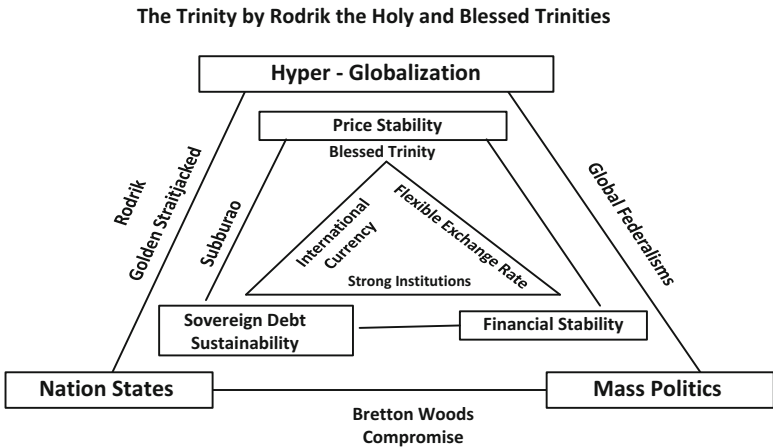 The Trinity by Rodrik the Holy and Blessed Trinities
Hyper - Globalization
Price Stability
Blessed Trinity
Rodrik
Golden Straitjacked
Subburao
International
Currency
Flexible Exchange Rate
Global Federalisms
Strong Institutions
Sovereign Debt
Sustainability
Financial Stability
Nation States
Mass Politics
Bretton Woods
Compromise